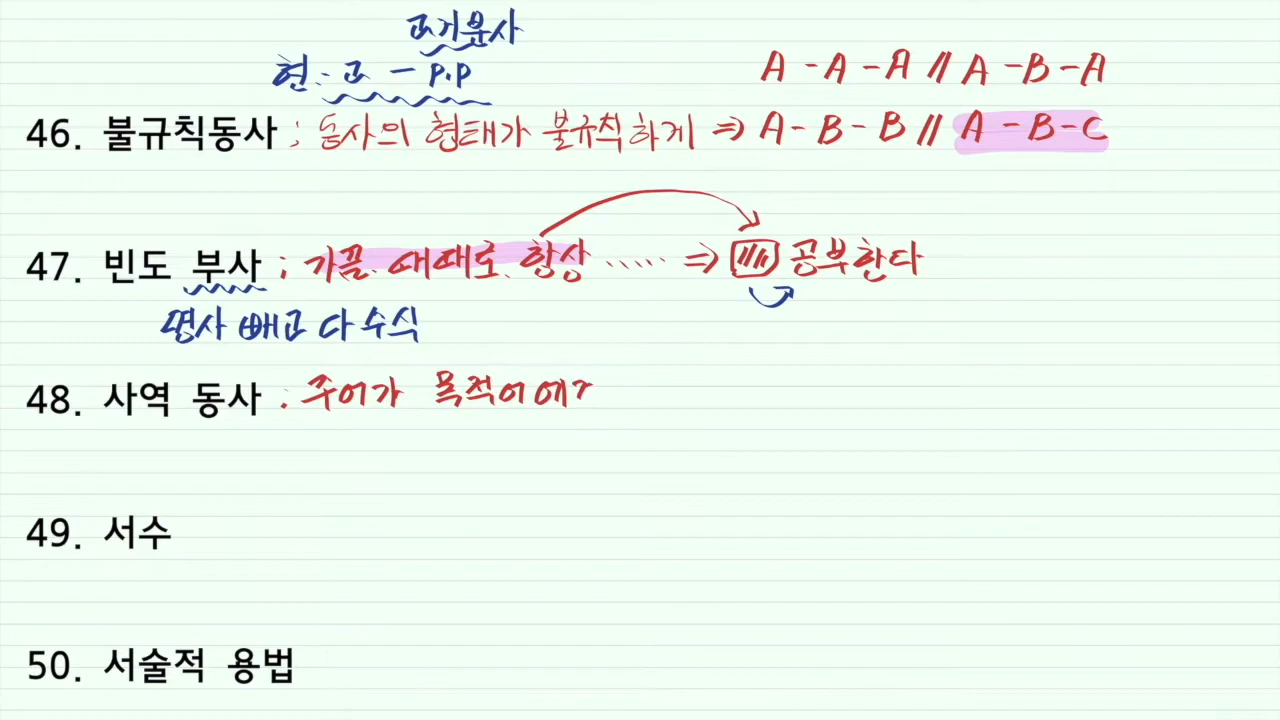 과거분사
현 - 과 - P.P
A - A - A // A - B - A
46. 불규칙동사 ; 동사의 형태가 불규칙하게 ⇒ A - B - B // A - B - C
47. 빈도 부사 ; 가끔. 때때로. 항상 ...... ⇒ 공부한다
명사 빼고 다 수식
48. 사역 동사 : 주어가 목적어에
49. 서수
50. 서술적 용법